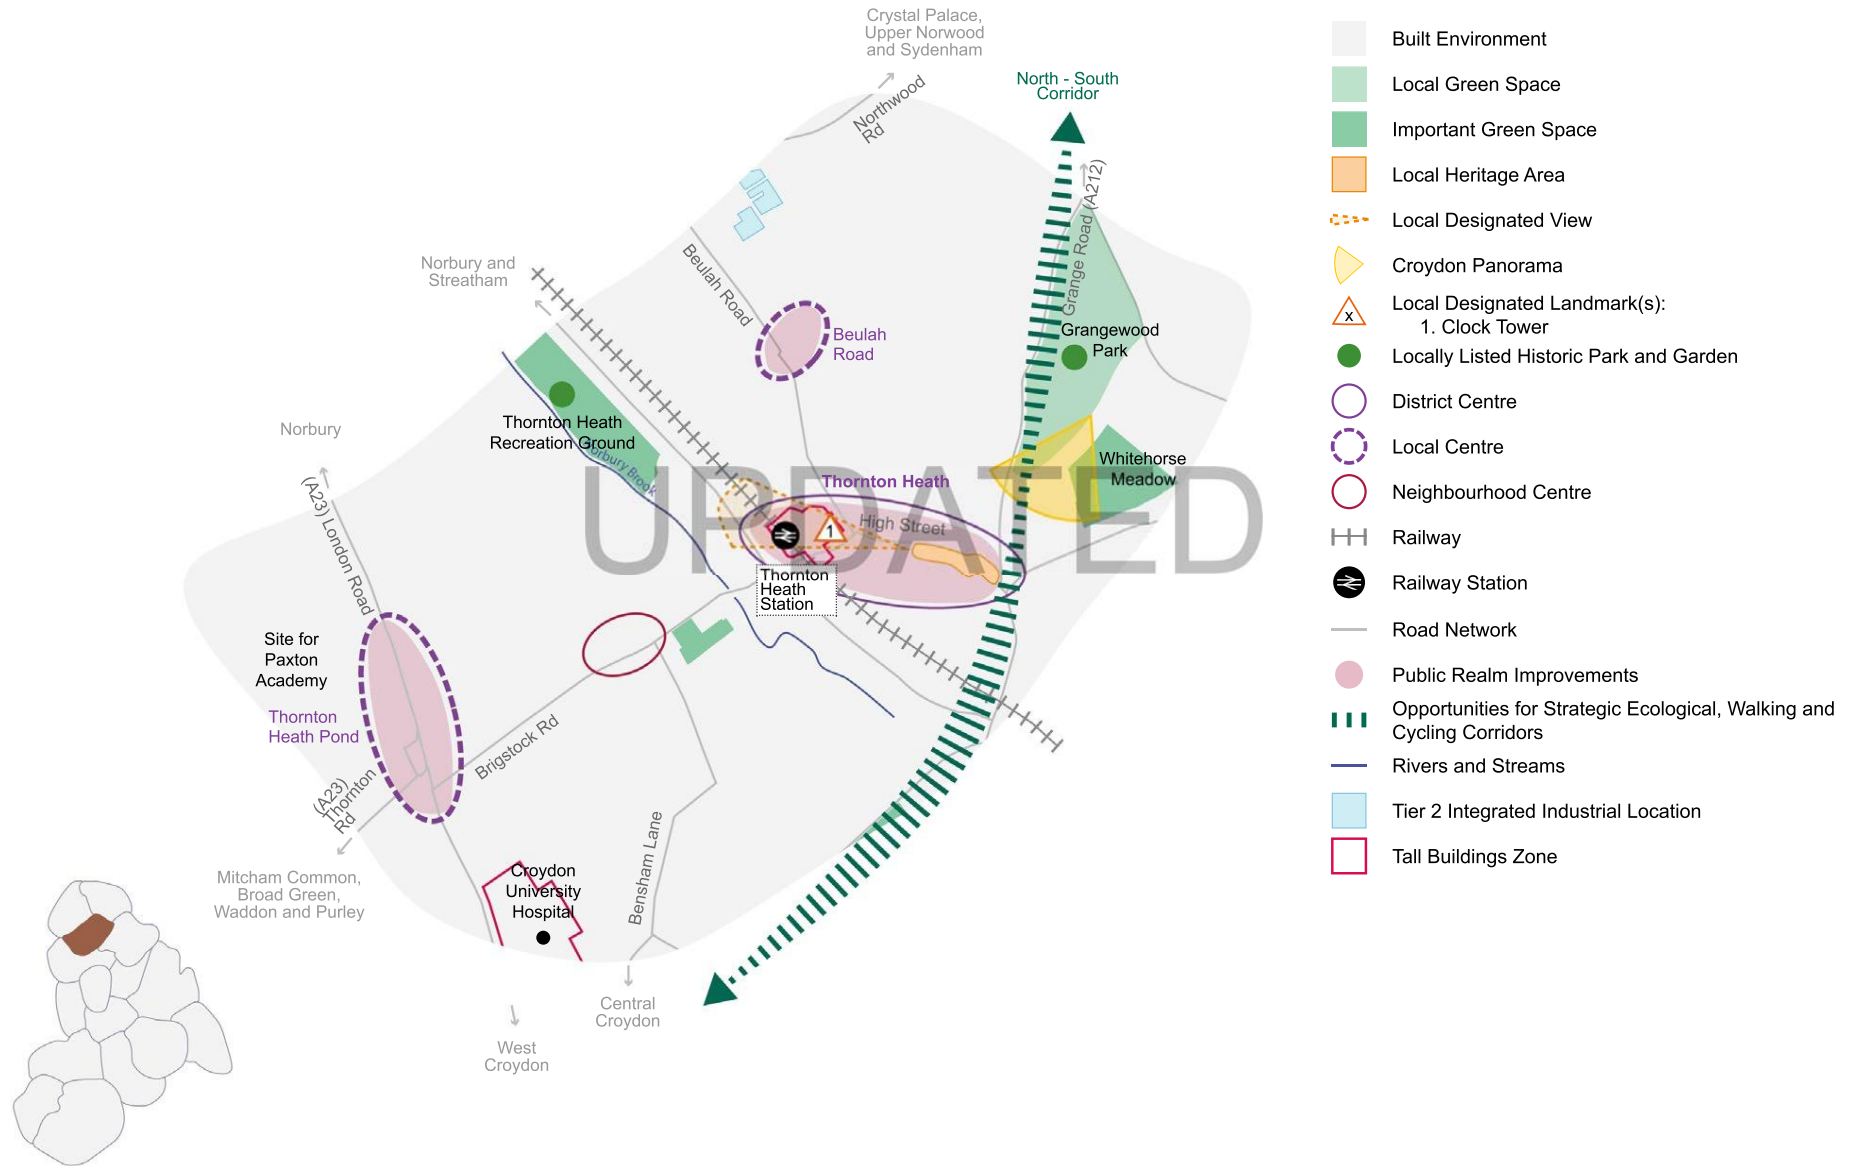 Crystal Palace,
Upper Norwood
and Sydenham
Northwood
Rd
North - South
Corridor
Grange Road (A212)
Beulah Road
Norbury and
Streatham
Beulah
Road
Grangewood
Park
Thornton Heath
Recreation Ground
Norbury Brook
Norbury
Whitehorse
Meadow
Thornton Heath
High Street
1
UPDATED
(A23) London Road
Thornton
Heath
Station
Site for
Paxton
Academy
Thornton
Heath Pond
Brigstock Rd
(A23)
Thornton
Rd
Mitcham Common,
Broad Green,
Waddon and Purley
Croydon
University
Hospital
Bensham Lane
Central
Croydon
West
Croydon
Built Environment
Local Green Space
Important Green Space
Local Heritage Area
Local Designated View
Croydon Panorama
x
Local Designated Landmark(s):
1. Clock Tower
Locally Listed Historic Park and Garden
District Centre
Local Centre
Neighbourhood Centre
Railway
Railway Station
Road Network
Public Realm Improvements
Opportunities for Strategic Ecological, Walking and
Cycling Corridors
Rivers and Streams
Tier 2 Integrated Industrial Location
Tall Buildings Zone